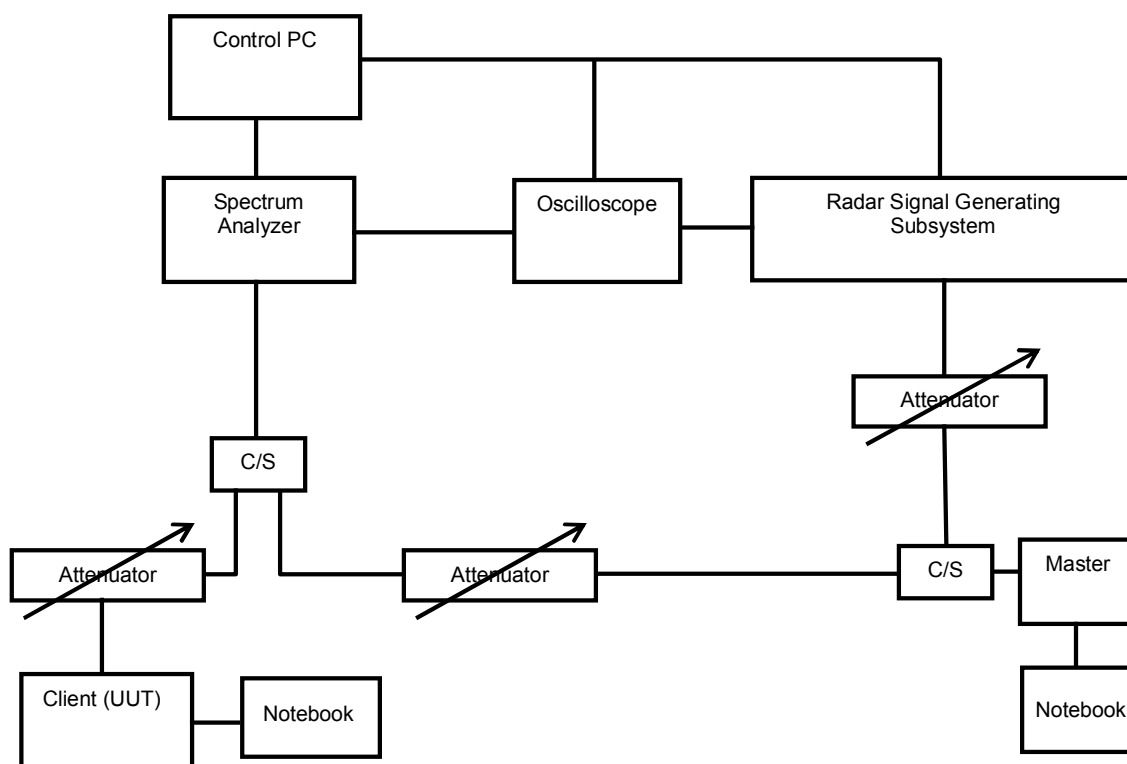 Control PC
Spectrum
Analyzer
Oscilloscope
Radar Signal Generating
Subsystem
Attenuator
C/S
Attenuator
Attenuator
C/S
Master
Client (UUT)
Notebook
Notebook